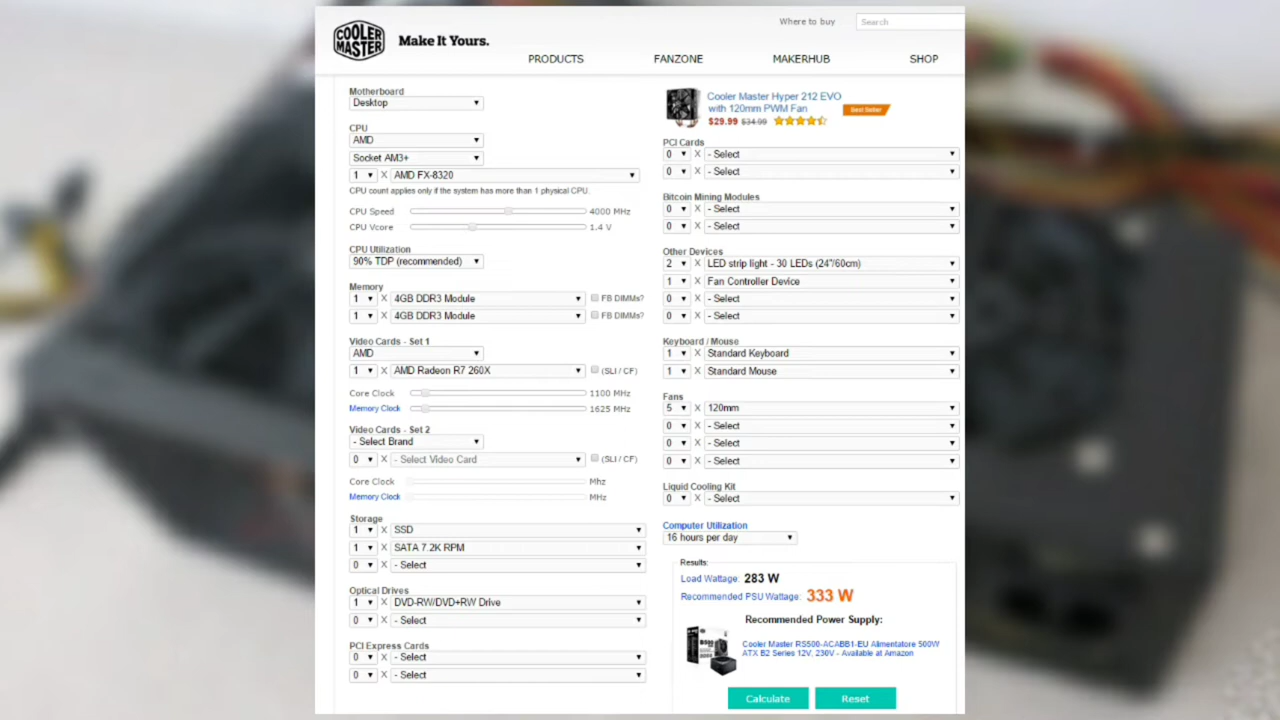 COOLER MASTER Make It Yours.
Where to buy Search
PRODUCTS FANZONE MAKERHUB SHOP
Motherboard
Desktop
CPU
AMD
Socket AM3+
1 X AMD FX-8320
CPU count applies only if the system has more than 1 physical CPU.
CPU Speed 4000 MHz
CPU Vcore 1.4 V
CPU Utilization
90% TDP (recommended)
Memory
1 X 4GB DDR3 Module FB DIMMs?
1 X 4GB DDR3 Module FB DIMMs?
Video Cards - Set 1
AMD
1 X AMD Radeon R7 260X (SLI / CF)
Core Clock 1100 MHz
Memory Clock 1625 MHz
Video Cards - Set 2
- Select Brand
0 X - Select Video Card (SLI / CF)
Core Clock Mhz
Memory Clock MHz
Storage
1 X SSD
1 X SATA 7.2K RPM
0 X - Select
Optical Drives
1 X DVD-RW/DVD+RW Drive
0 X - Select
PCI Express Cards
0 X - Select
0 X - Select
Cooler Master Hyper 212 EVO
with 120mm PWM Fan
Best Seller
$29.99 $34.99
PCI Cards
0 X - Select
0 X - Select
Bitcoin Mining Modules
0 X - Select
0 X - Select
Other Devices
2 X LED strip light - 30 LEDs (24"/60cm)
1 X Fan Controller Device
0 X - Select
0 X - Select
Keyboard / Mouse
1 X Standard Keyboard
1 X Standard Mouse
Fans
5 X 120mm
0 X - Select
0 X - Select
0 X - Select
Liquid Cooling Kit
0 X - Select
Computer Utilization
16 hours per day
Results:
Load Wattage: 283 W
Recommended PSU Wattage: 333 W
Recommended Power Supply:
Cooler Master RS500-ACABB1-EU Alimentatore 500W
ATX B2 Series 12V, 230V - Available at Amazon
Calculate Reset